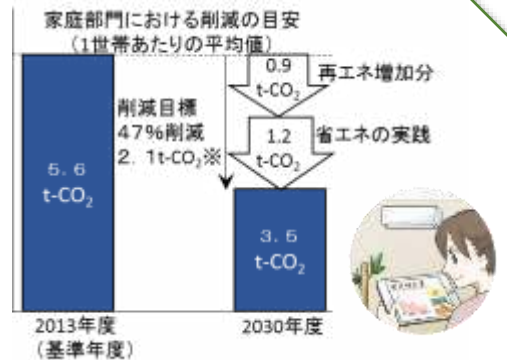 家庭部門における削減の目安
（1世帯あたりの平均値）
0.9
t-CO₂
再エネ増加分
削減目標
47%削減
2．1t-CO₂※
1.2
t-CO₂
省エネの実践
5.6
t-CO₂
3.5
t-CO₂
2013年度
（基準年度）
2030年度